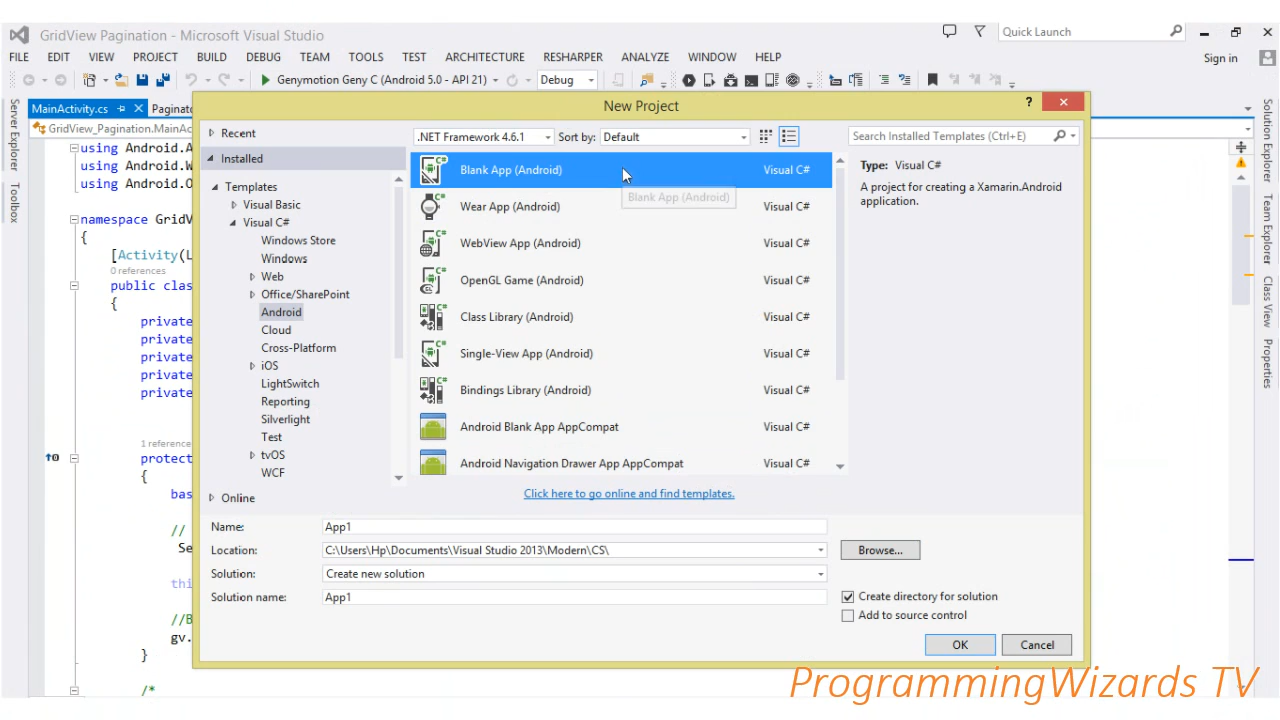 GridView Pagination - Microsoft Visual Studio
Quick Launch
FILE EDIT VIEW PROJECT BUILD DEBUG TEAM TOOLS TEST ARCHITECTURE RESHARPER ANALYZE WINDOW HELP
Sign in
Genymotion Geny C (Android 5.0 - API 21)
Debug
Server Explorer
Toolbox
MainActivity.cs
Paginato
GridView_Pagination.MainAc
using Android.A
using Android.W
using Android.O
namespace GridV
{
[Activity(L
0 references
public clas
{
private
private
private
private
private
1 reference
protec
{
bas
//
Se
thi
//B
gv.
}
/*
New Project
?
Recent
Installed
Templates
Visual Basic
Visual C#
Windows Store
Windows
Web
Office/SharePoint
Android
Cloud
Cross-Platform
iOS
LightSwitch
Reporting
Silverlight
Test
tvOS
WCF
Online
.NET Framework 4.6.1
Sort by: Default
Search Installed Templates (Ctrl+E)
Blank App (Android) Visual C#
Blank App (Android)
Wear App (Android) Visual C#
WebView App (Android) Visual C#
OpenGL Game (Android) Visual C#
Class Library (Android) Visual C#
Single-View App (Android) Visual C#
Bindings Library (Android) Visual C#
Android Blank App AppCompat Visual C#
Android Navigation Drawer App AppCompat Visual C#
Click here to go online and find templates.
Type: Visual C#
A project for creating a Xamarin.Android
application.
Name: App1
Location: C:\Users\Hp\Documents\Visual Studio 2013\Modern\CS\
Browse...
Solution: Create new solution
Solution name: App1
Create directory for solution
Add to source control
OK
Cancel
Solution Explorer
Team Explorer
Class View
Properties
ProgrammingWizards TV